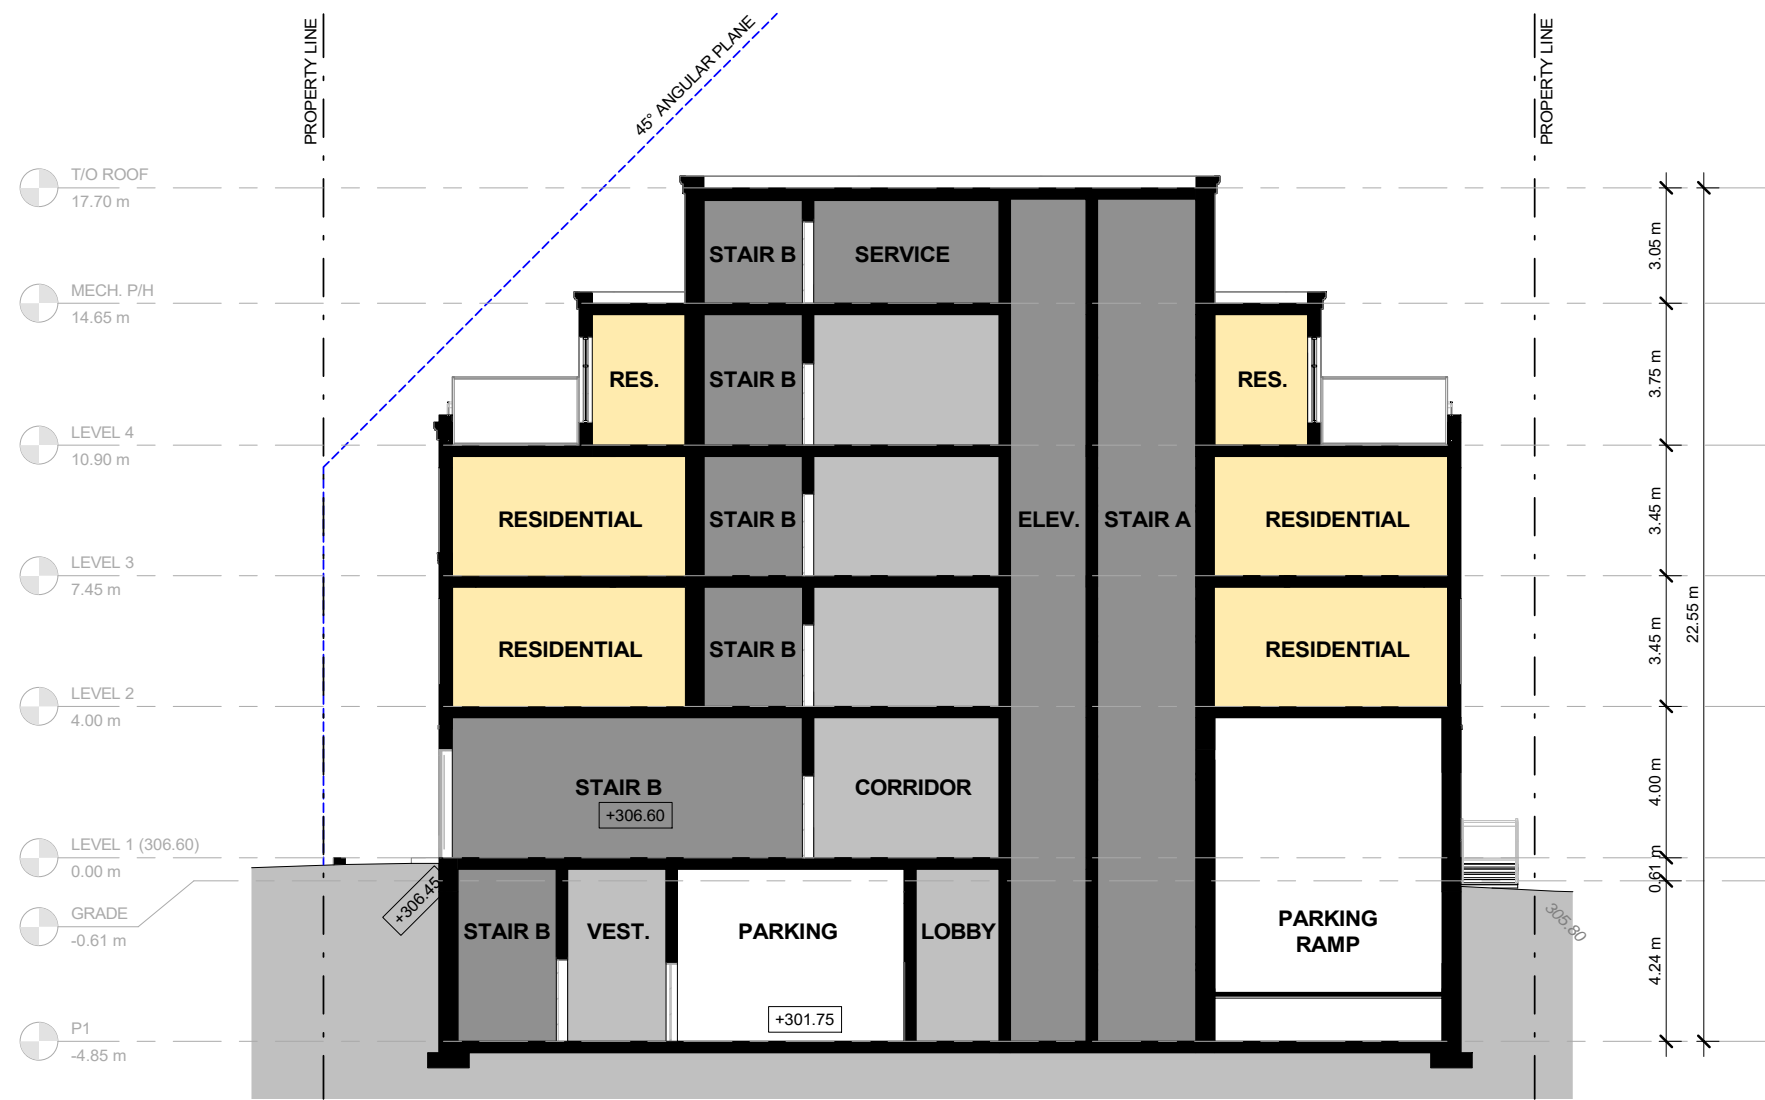 PROPERTY LINE
45° ANGULAR PLANE
PROPERTY LINE
T/O ROOF
17.70 m
STAIR B
SERVICE
3.05 m
MECH. P/H
14.65 m
RES.
STAIR B
RES.
3.75 m
LEVEL 4
10.90 m
RESIDENTIAL
STAIR B
ELEV.
STAIR A
RESIDENTIAL
3.45 m
LEVEL 3
7.45 m
22.55 m
RESIDENTIAL
STAIR B
RESIDENTIAL
3.45 m
LEVEL 2
4.00 m
STAIR B
+306.60
CORRIDOR
4.00 m
LEVEL 1 (306.60)
0.00 m
0.61 m
+306.45
GRADE
-0.61 m
STAIR B
VEST.
PARKING
LOBBY
PARKING
RAMP
305.80
4.24 m
+301.75
P1
-4.85 m